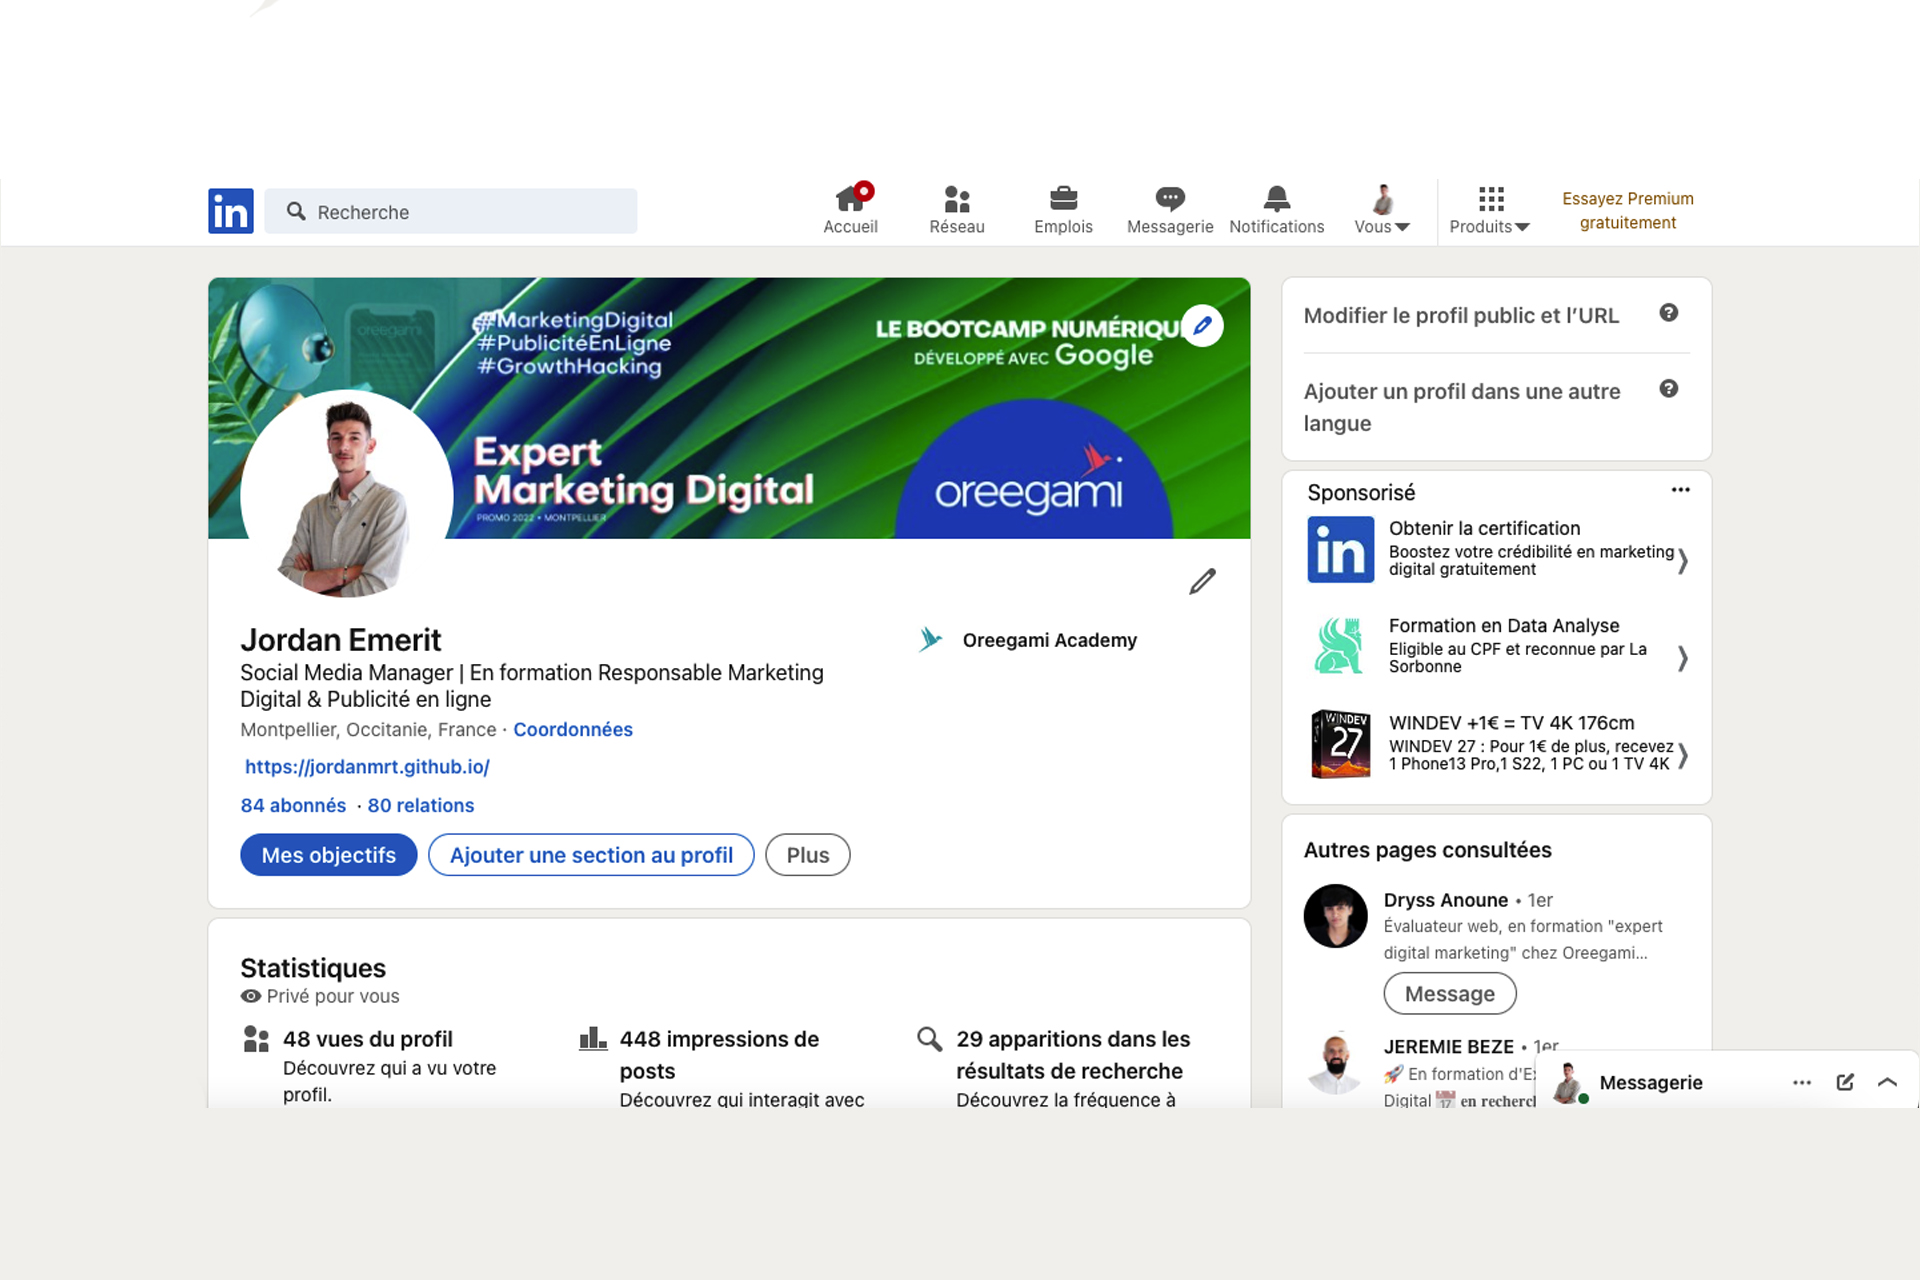 in
Recherche
Accueil
Réseau
Emplois
Messagerie
Notifications
Vous
Produits
Essayez Premium
gratuitement
oreegami
#MarketingDigital
#PublicitéEnLigne
#GrowthHacking
LE BOOTCAMP NUMÉRIQU
DÉVELOPPÉ AVEC Google
Expert
Marketing Digital
PROMO 2022 • MONTPELLIER
oreegami
Jordan Emerit
Social Media Manager | En formation Responsable Marketing
Digital & Publicité en ligne
Montpellier, Occitanie, France · Coordonnées
https://jordanmrt.github.io/
84 abonnés · 80 relations
Mes objectifs
Ajouter une section au profil
Plus
Oreegami Academy
Statistiques
Privé pour vous
48 vues du profil
Découvrez qui a vu votre
profil.
448 impressions de
posts
Découvrez qui interagit avec
29 apparitions dans les
résultats de recherche
Découvrez la fréquence à
Modifier le profil public et l’URL
Ajouter un profil dans une autre
langue
Sponsorisé
in
Obtenir la certification
Boostez votre crédibilité en marketing
digital gratuitement
Formation en Data Analyse
Eligible au CPF et reconnue par La
Sorbonne
WINDEV
27
WINDEV +1€ = TV 4K 176cm
WINDEV 27 : Pour 1€ de plus, recevez
1 Phone13 Pro,1 S22, 1 PC ou 1 TV 4K
Autres pages consultées
Dryss Anoune • 1er
Évaluateur web, en formation "expert
digital marketing" chez Oreegami...
Message
JEREMIE BEZE • 1er
🚀 En formation d'Ex
Digital 📅 en recherc
Messagerie